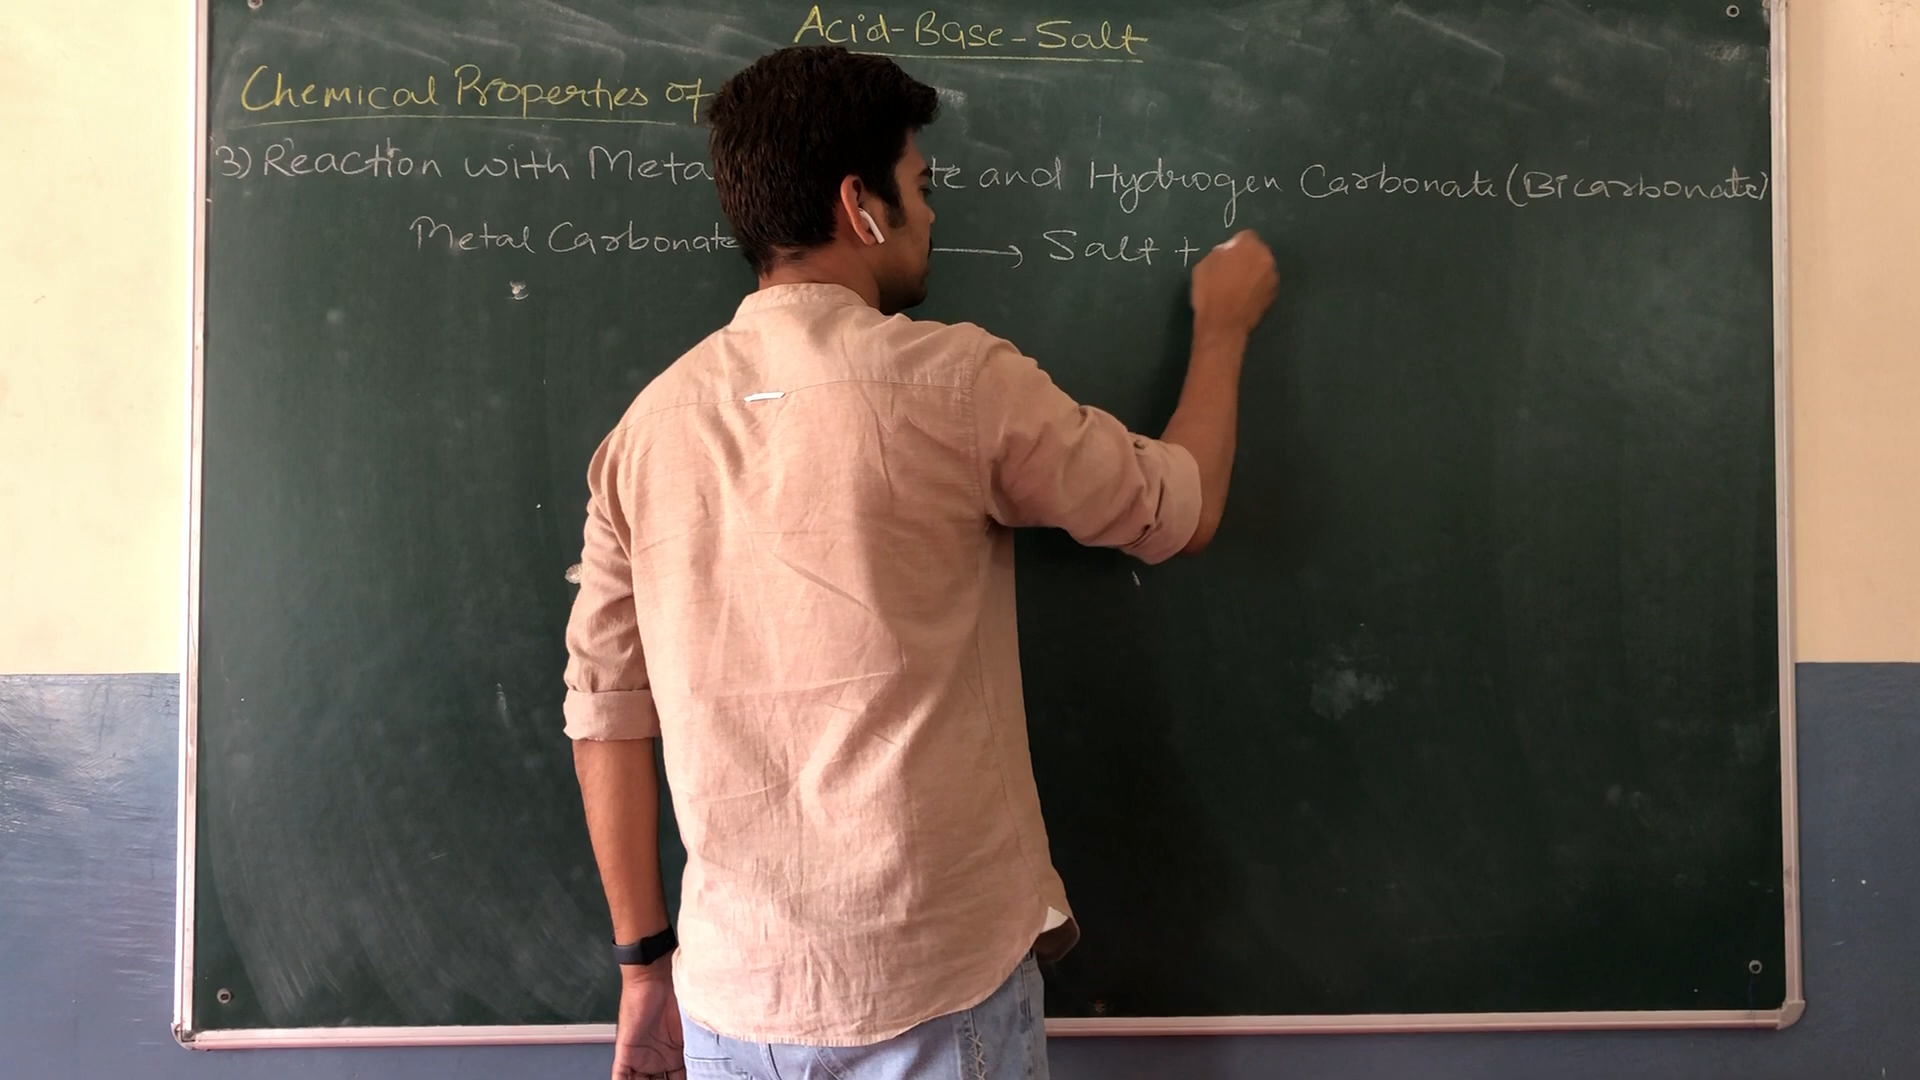 Acid-Base-Salt
Chemical Properties of
3) Reaction with Meta te and Hydrogen Carbonate (Bicarbonate)
Metal Carbonate → Salt +